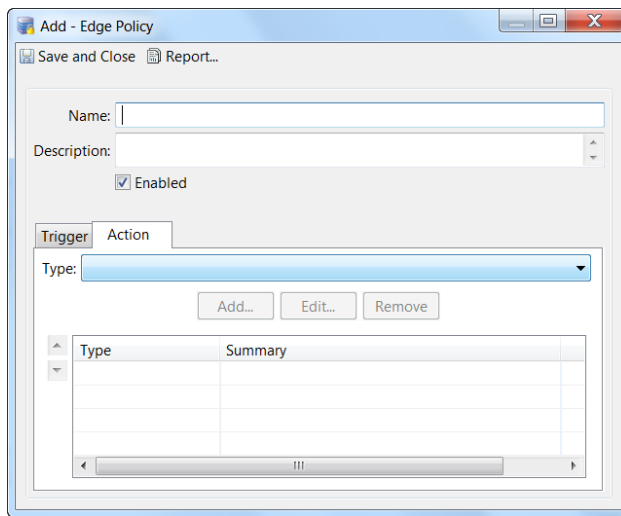 Add - Edge Policy
Save and Close Report...
Name:
Description:
Enabled
Trigger Action
Type:
Add... Edit... Remove
Type Summary